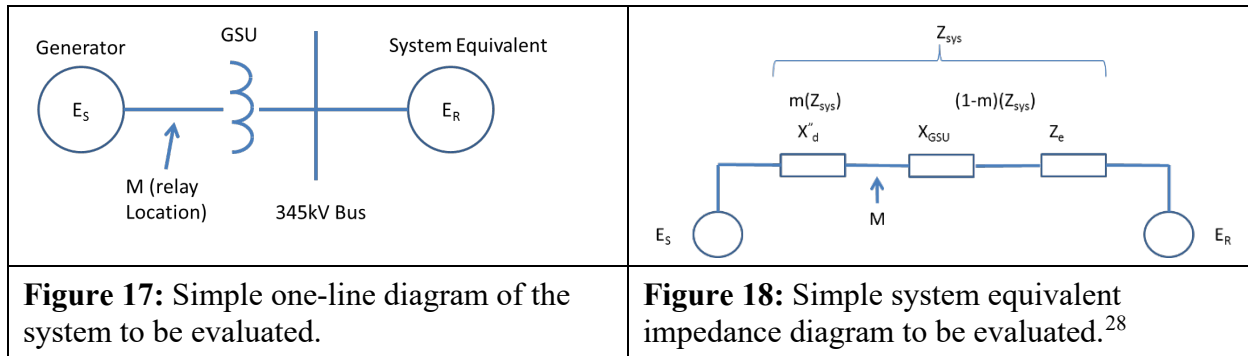 GSU
Generator
System Equivalent
E_S
E_R
M (relay
Location)
345kV Bus
Z_sys
m(Z_sys)
(1-m)(Z_sys)
X"_d
X_GSU
Z_e
M
E_S
E_R
Figure 17: Simple one-line diagram of the
system to be evaluated.
Figure 18: Simple system equivalent
impedance diagram to be evaluated.²⁸